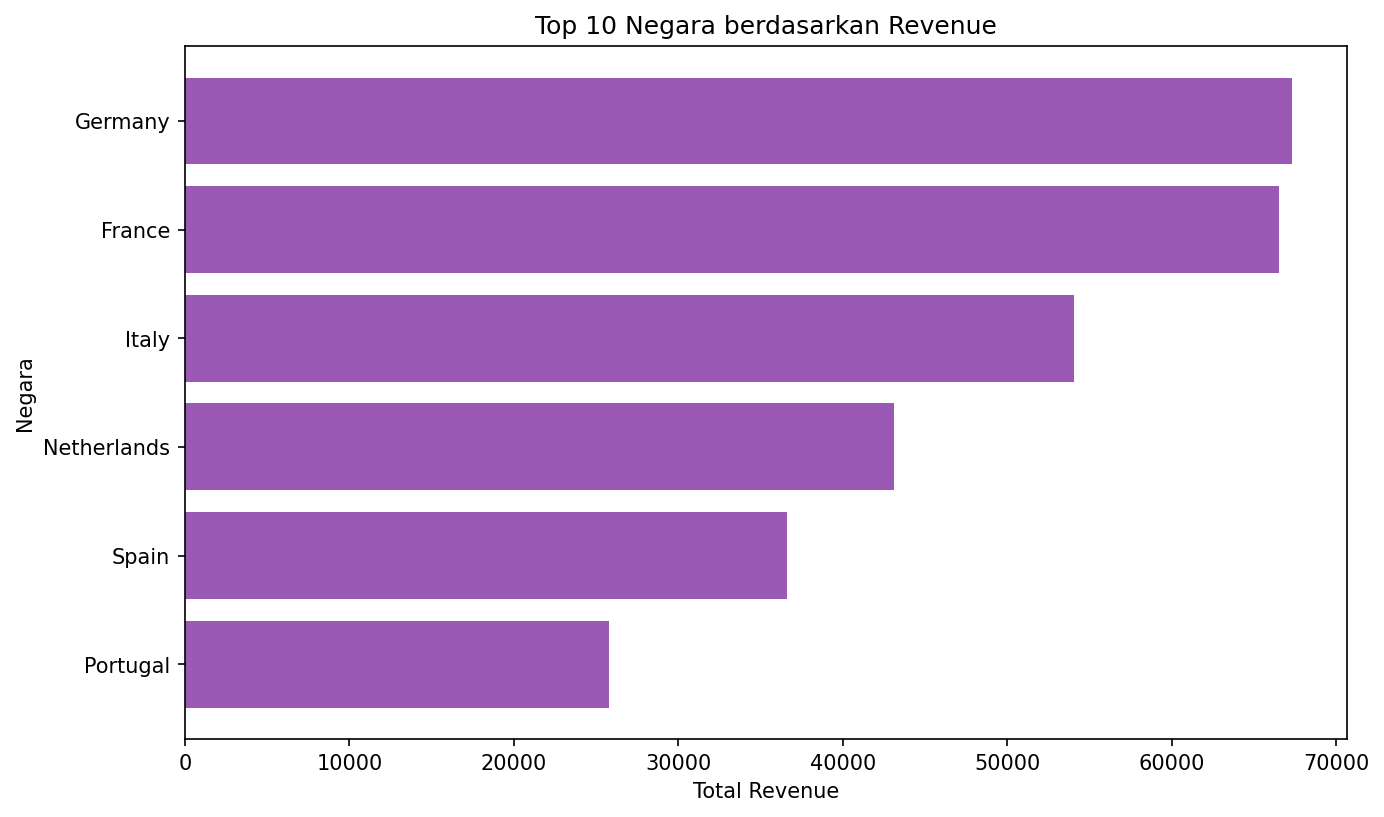 Top 10 Negara berdasarkan Revenue
Negara
Germany
France
Italy
Netherlands
Spain
Portugal
0 10000 20000 30000 40000 50000 60000 70000
Total Revenue